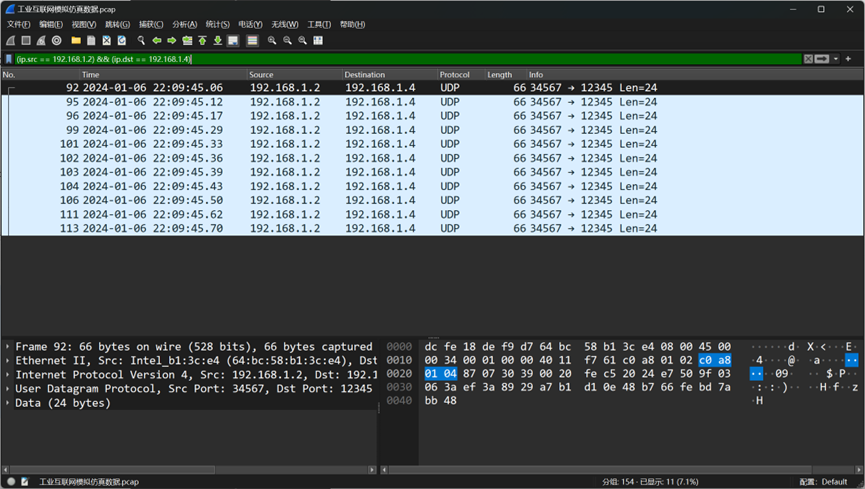 工业互联网模拟仿真数据.pcap
文件(F) 编辑(E) 视图(V) 跳转(G) 捕获(C) 分析(A) 统计(S) 电话(Y) 无线(W) 工具(T) 帮助(H)
(ip.src == 192.168.1.2) && (ip.dst == 192.168.1.4)
No. Time Source Destination Protocol Length Info
92 2024-01-06 22:09:45.06 192.168.1.2 192.168.1.4 UDP 66 34567 → 12345 Len=24
95 2024-01-06 22:09:45.12 192.168.1.2 192.168.1.4 UDP 66 34567 → 12345 Len=24
96 2024-01-06 22:09:45.17 192.168.1.2 192.168.1.4 UDP 66 34567 → 12345 Len=24
99 2024-01-06 22:09:45.29 192.168.1.2 192.168.1.4 UDP 66 34567 → 12345 Len=24
101 2024-01-06 22:09:45.33 192.168.1.2 192.168.1.4 UDP 66 34567 → 12345 Len=24
102 2024-01-06 22:09:45.36 192.168.1.2 192.168.1.4 UDP 66 34567 → 12345 Len=24
103 2024-01-06 22:09:45.39 192.168.1.2 192.168.1.4 UDP 66 34567 → 12345 Len=24
104 2024-01-06 22:09:45.43 192.168.1.2 192.168.1.4 UDP 66 34567 → 12345 Len=24
106 2024-01-06 22:09:45.50 192.168.1.2 192.168.1.4 UDP 66 34567 → 12345 Len=24
111 2024-01-06 22:09:45.62 192.168.1.2 192.168.1.4 UDP 66 34567 → 12345 Len=24
113 2024-01-06 22:09:45.70 192.168.1.2 192.168.1.4 UDP 66 34567 → 12345 Len=24
Frame 92: 66 bytes on wire (528 bits), 66 bytes captured
Ethernet II, Src: Intel_b1:3c:e4 (64:bc:58:b1:3c:e4), Dst
Internet Protocol Version 4, Src: 192.168.1.2, Dst: 192.1
User Datagram Protocol, Src Port: 34567, Dst Port: 12345
Data (24 bytes)
0000 dc fe 18 de f9 d7 64 bc 58 b1 3c e4 08 00 45 00 ······d· X·<···E·
0010 00 34 00 01 00 00 40 11 f7 61 c0 a8 01 02 c0 a8 ·4····@· ·a······
0020 01 04 87 07 30 39 00 20 fe c5 20 24 e7 50 9f 03 ····09·  ·· $·P··
0030 06 3a ef 3a 89 29 a7 b1 d1 0e 48 b7 66 fe bd 7a ·:·:·)·· ··H·f··z
0040 bb 48 ·H
工业互联网模拟仿真数据.pcap 分组: 154 · 已显示: 11 (7.1%) 配置: Default